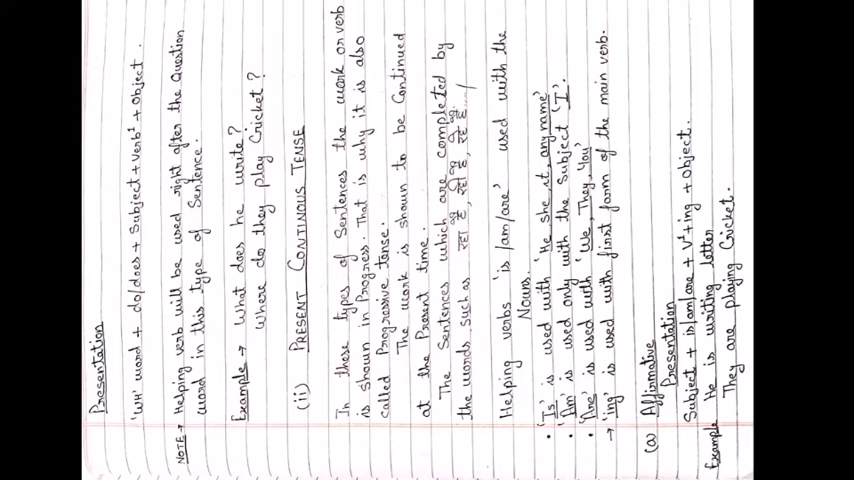 Presentation
'WH' word + do/does + Subject + Verb¹ + Object.
NOTE → Helping verb will be used right after the Question
word in this type of Sentence.
Example → What does he write?
Where do they play Cricket?
(ii) PRESENT CONTINOUS TENSE
In these types of Sentences the work or verb
is shown in Progress. That is why it is also
called Progressive tense.
The work is shown to be Continued
at the Present time.
The Sentences which are completed by
the words such as रहा है, रही है, रहे हैं.../
Helping verbs 'is/am/are' used with the
Nouns.
• 'Is' is used with 'He she, it, any name'
• 'Am' is used only with the Subject 'I'.
• 'Are' is used with 'We, They, You'
→ 'ing' is used with first form of the main verb.
(a) Affirmative
Presentation
Subject + is/am/are + V¹ + ing + Object.
Example He is writing letter
They are playing Cricket.